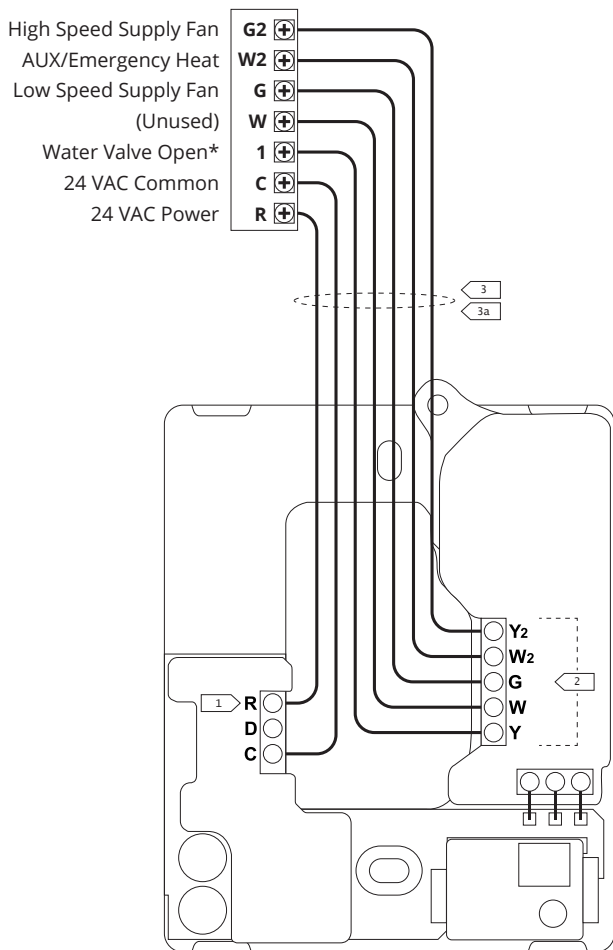 High Speed Supply Fan G2
AUX/Emergency Heat W2
Low Speed Supply Fan G
(Unused) W
Water Valve Open* 1
24 VAC Common C
24 VAC Power R
3
3a
Y2
W2
G
2
W
Y
1
R
D
C